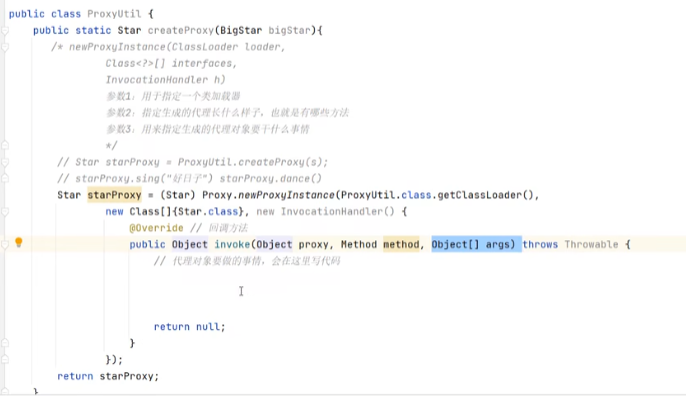 public class ProxyUtil {
    public static Star createProxy(BigStar bigStar){
        /* newProxyInstance(ClassLoader loader,
                Class<?>[] interfaces,
                InvocationHandler h)
                参数1：用于指定一个类加载器
                参数2：指定生成的代理长什么样子，也就是有哪些方法
                参数3：用来指定生成的代理对象要干什么事情
                */
        // Star starProxy = ProxyUtil.createProxy(s);
        // starProxy.sing("好日子") starProxy.dance()
        Star starProxy = (Star) Proxy.newProxyInstance(ProxyUtil.class.getClassLoader(),
                new Class[]{Star.class}, new InvocationHandler() {
                    @Override // 回调方法
                    public Object invoke(Object proxy, Method method, Object[] args) throws Throwable {
                        // 代理对象要做的事情，会在这里写代码
                        return null;
                    }
                });
        return starProxy;
    }